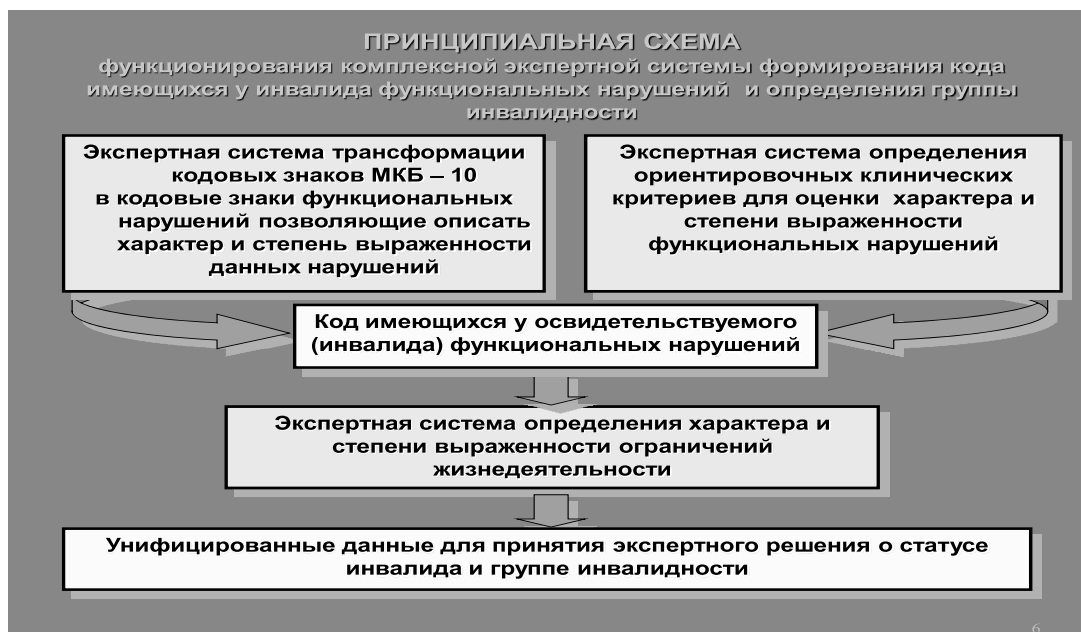 ПРИНЦИПИАЛЬНАЯ СХЕМА
функционирования комплексной экспертной системы формирования кода
имеющихся у инвалида функциональных нарушений и определения группы
инвалидности
Экспертная система трансформации
кодовых знаков МКБ – 10
в кодовые знаки функциональных
нарушений позволяющие описать
характер и степень выраженности
данных нарушений
Экспертная система определения
ориентировочных клинических
критериев для оценки характера и
степени выраженности
функциональных нарушений
Код имеющихся у освидетельствуемого
(инвалида) функциональных нарушений
Экспертная система определения характера и
степени выраженности ограничений
жизнедеятельности
Унифицированные данные для принятия экспертного решения о статусе
инвалида и группе инвалидности
6